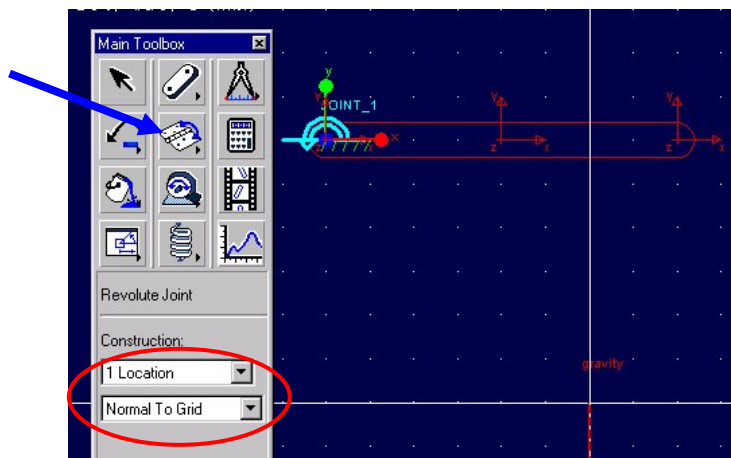 Main Toolbox
JOINT_1
y
x
Y
x
z
Y
x
z
Revolute Joint
Construction:
1 Location
Normal To Grid
gravity